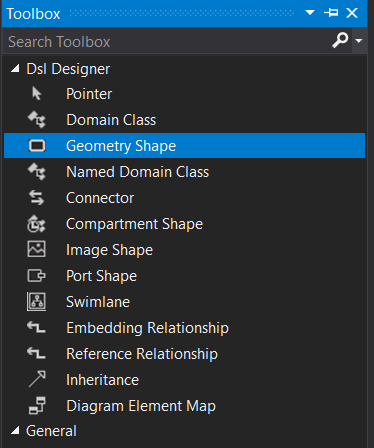 Toolbox
Search Toolbox
Dsl Designer
Pointer
Domain Class
Geometry Shape
Named Domain Class
Connector
Compartment Shape
Image Shape
Port Shape
Swimlane
Embedding Relationship
Reference Relationship
Inheritance
Diagram Element Map
General